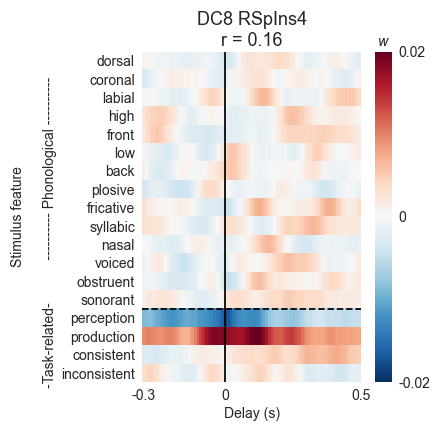 DC8 RSpIns4
r = 0.16
w
dorsal
coronal
labial
high
front
low
back
plosive
fricative
syllabic
nasal
voiced
obstruent
sonorant
perception
production
consistent
inconsistent
Stimulus feature
-Task-related- ---------- Phonological ----------
0.02
0
-0.02
-0.3
0
0.5
Delay (s)